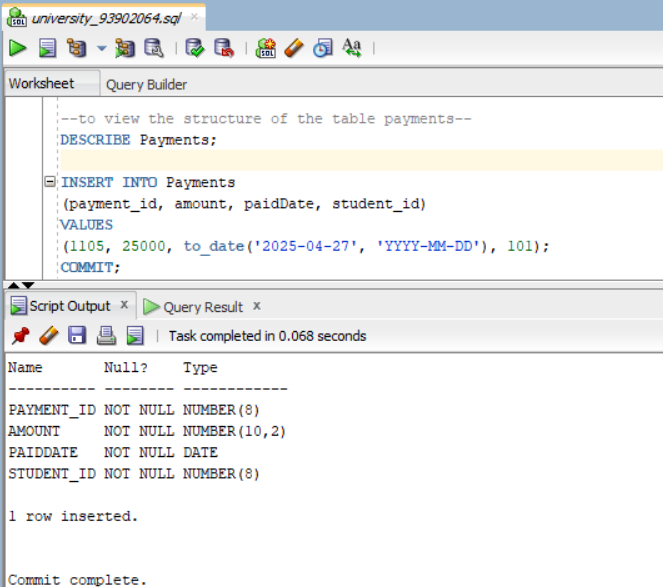 university_93902064.sql
Worksheet Query Builder
--to view the structure of the table payments--
DESCRIBE Payments;
INSERT INTO Payments
(payment_id, amount, paidDate, student_id)
VALUES
(1105, 25000, to_date('2025-04-27', 'YYYY-MM-DD'), 101);
COMMIT;
Script Output x Query Result x
Task completed in 0.068 seconds
Name Null? Type
---------- -------- ------------
PAYMENT_ID NOT NULL NUMBER(8)
AMOUNT NOT NULL NUMBER(10,2)
PAIDDATE NOT NULL DATE
STUDENT_ID NOT NULL NUMBER(8)
1 row inserted.
Commit complete.